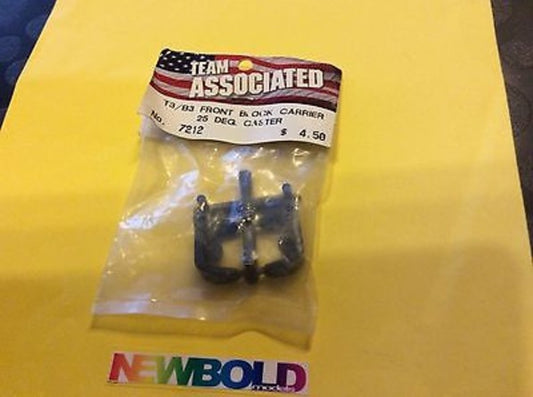 TEAM
ASSOCIATED
T3/B3 FRONT BLOCK CARRIER
25 DEG. CASTER
No. 7212 $ 4.50
NEWBOLD
models